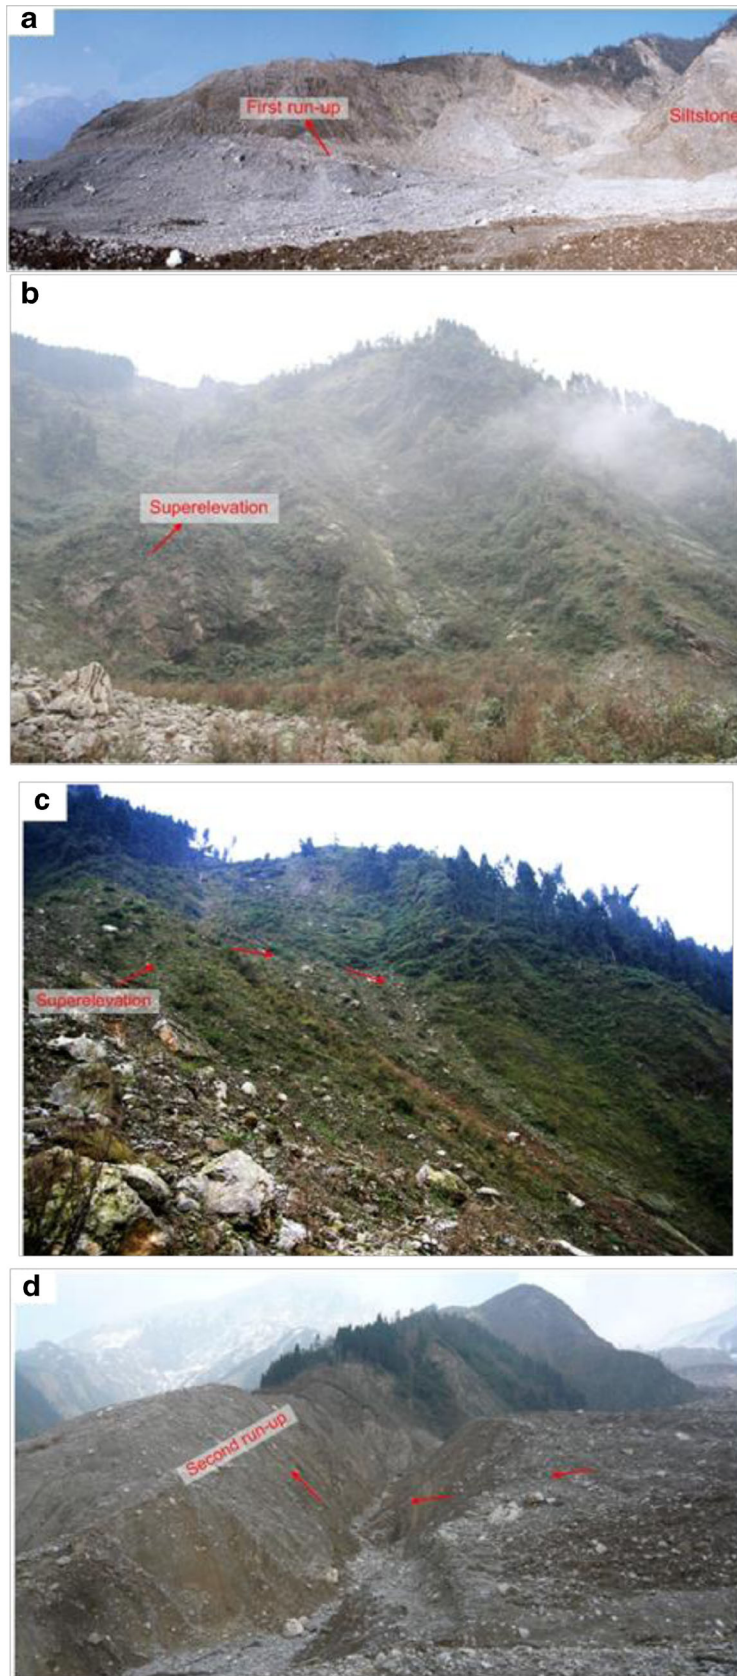 a
First run-up
Siltstone
b
Superelevation
c
Superelevation
d
Second run-up